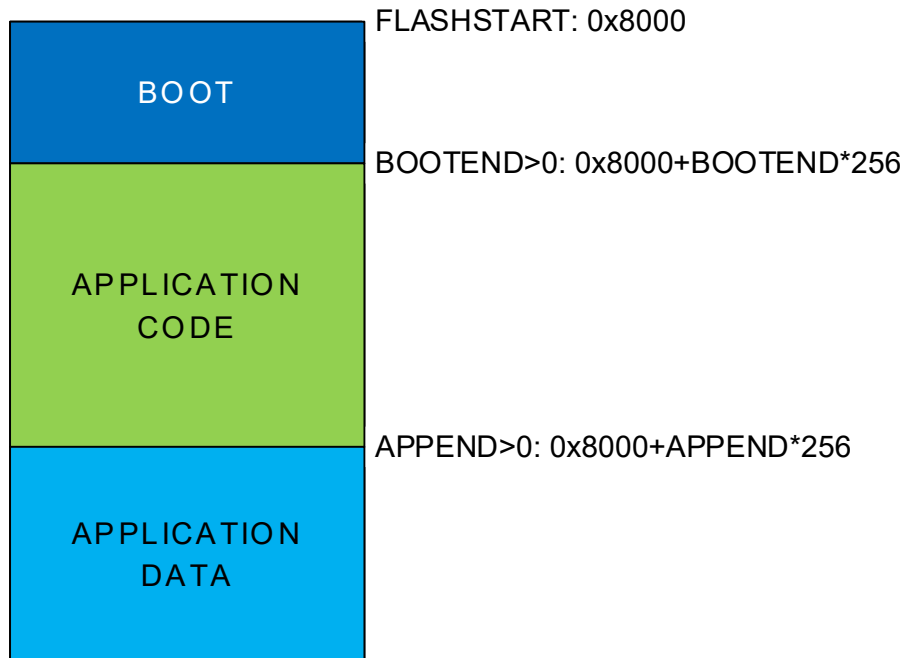 FLASHSTART: 0x8000
BOOT
BOOTEND>0: 0x8000+BOOTEND*256
APPLICATION
CODE
APPEND>0: 0x8000+APPEND*256
APPLICATION
DATA